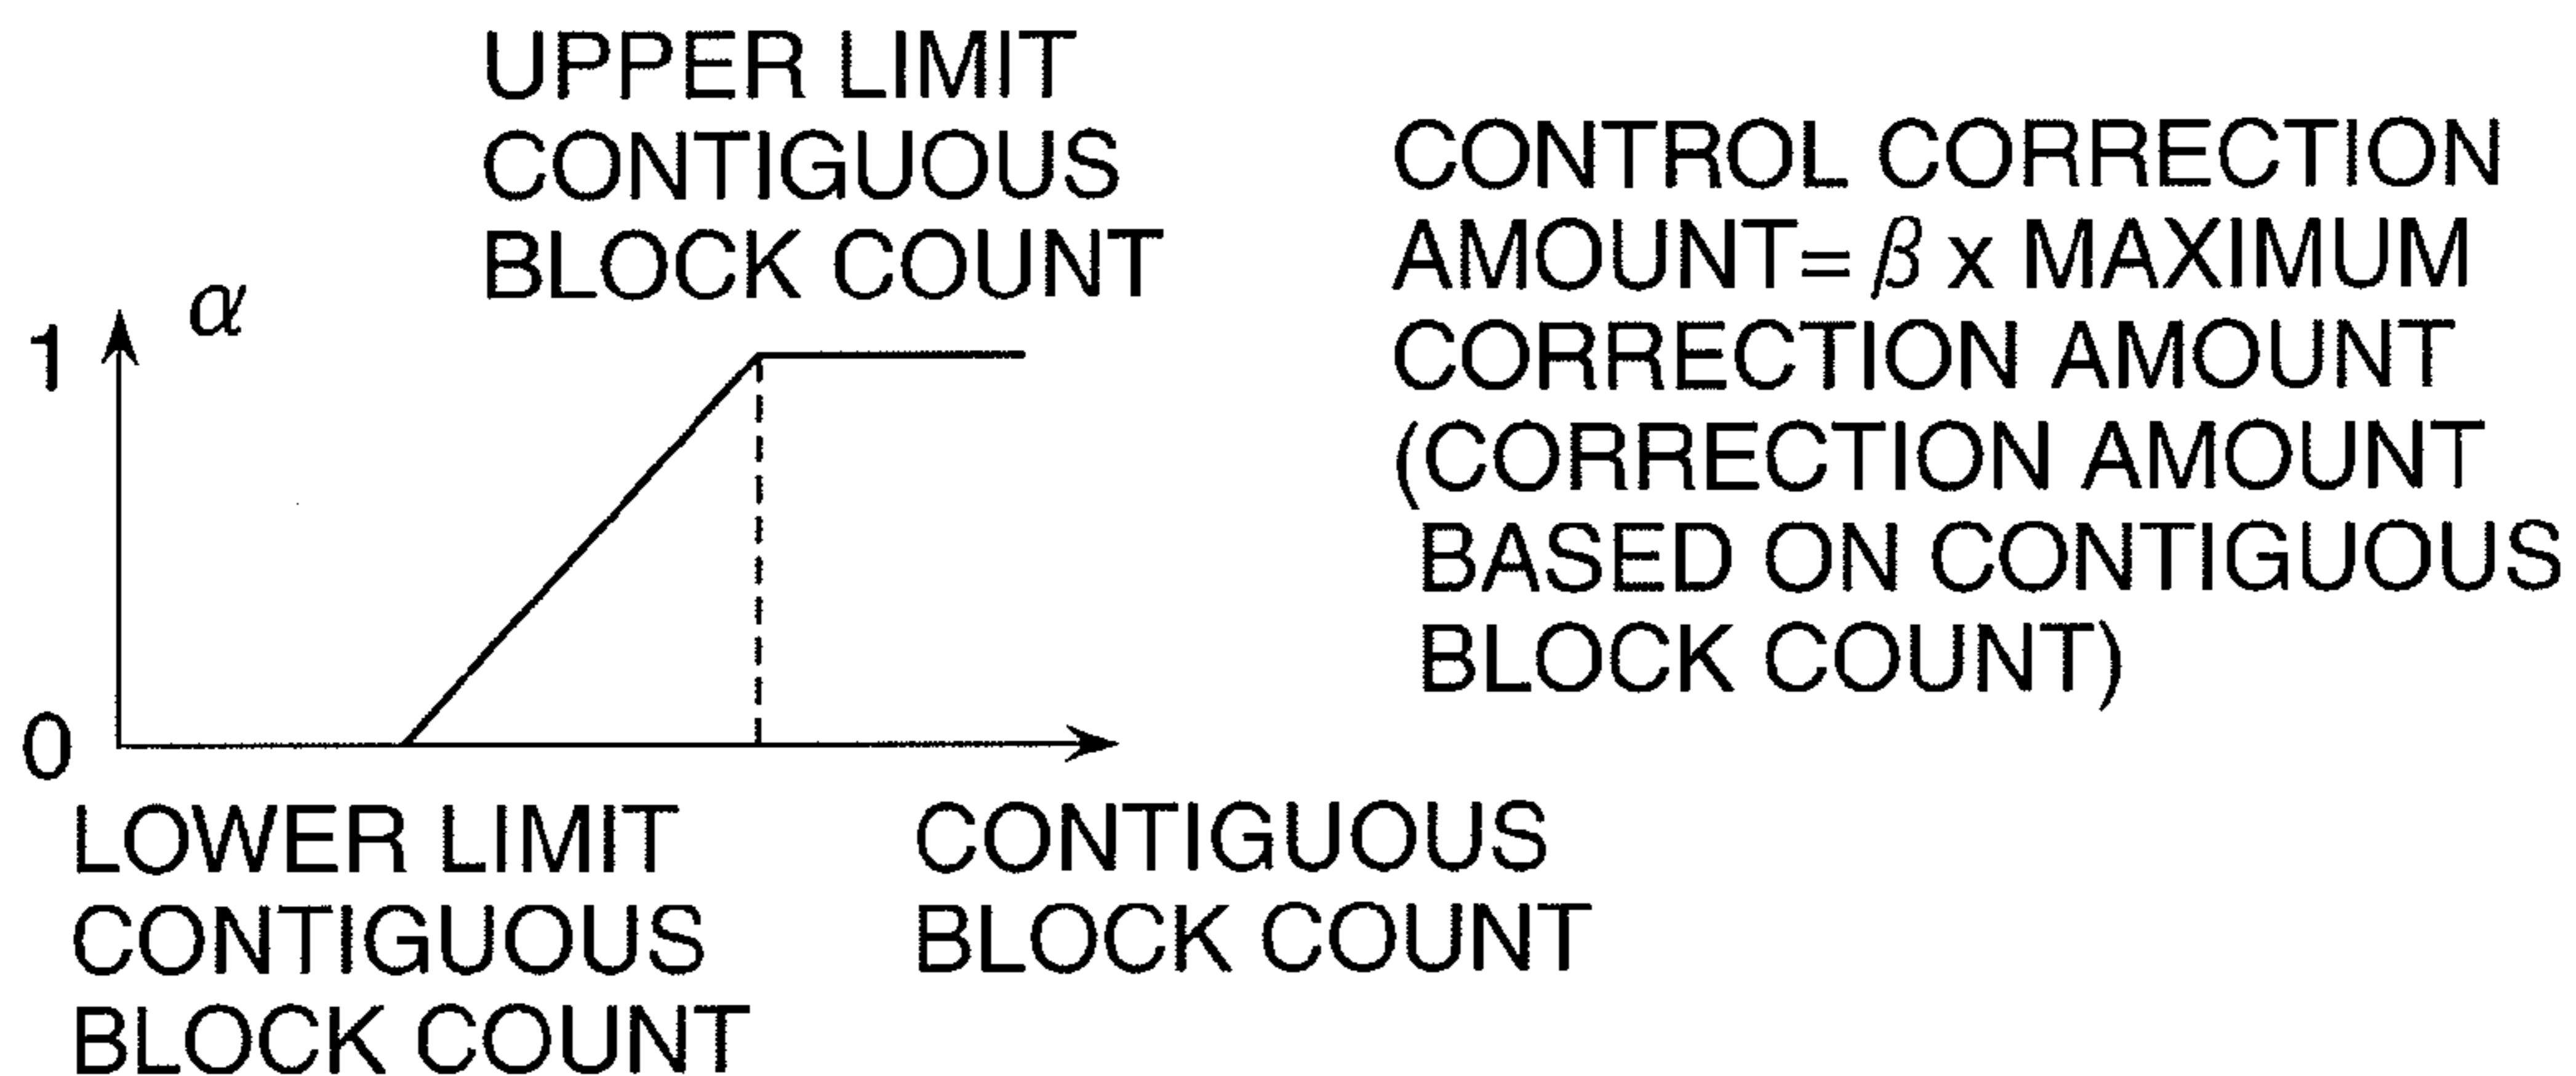 UPPER LIMIT
CONTIGUOUS
BLOCK COUNT
α
1
0
LOWER LIMIT
CONTIGUOUS
BLOCK COUNT
CONTIGUOUS
BLOCK COUNT
CONTROL CORRECTION
AMOUNT= β x MAXIMUM
CORRECTION AMOUNT
(CORRECTION AMOUNT
BASED ON CONTIGUOUS
BLOCK COUNT)